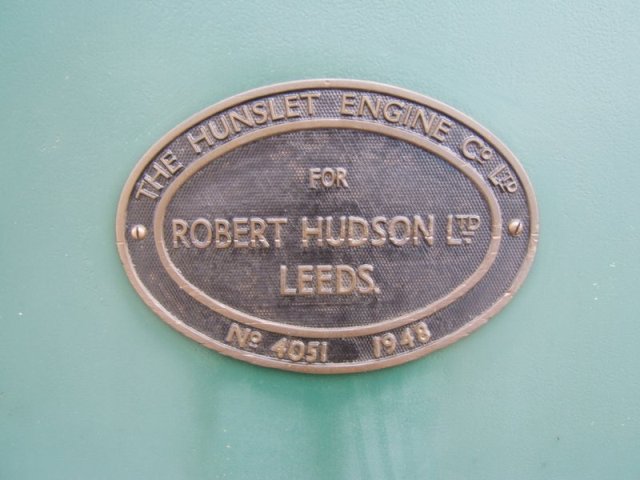 THE HUNSLET ENGINE CO LTD
FOR
ROBERT HUDSON LTD
LEEDS.
No 4051 1948